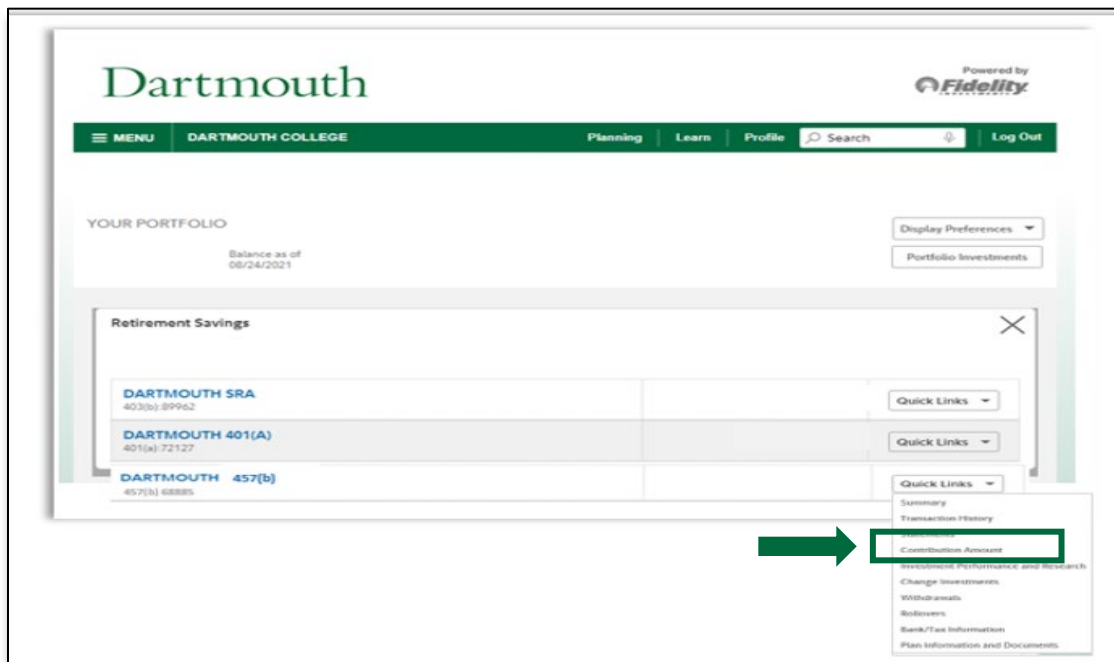 Dartmouth
Powered by
Fidelity
INVESTMENTS
MENU DARTMOUTH COLLEGE Planning Learn Profile Search Log Out
YOUR PORTFOLIO
Display Preferences
Balance as of
08/24/2021
Portfolio Investments
Retirement Savings
DARTMOUTH SRA
403(b):89962
Quick Links
DARTMOUTH 401(A)
401(a):72127
Quick Links
DARTMOUTH 457(b)
457(b) 68885
Quick Links
Summary
Transaction History
Statements
Contribution Amount
Investment Performance and Research
Change Investments
Withdrawals
Rollovers
Bank/Tax Information
Plan Information and Documents